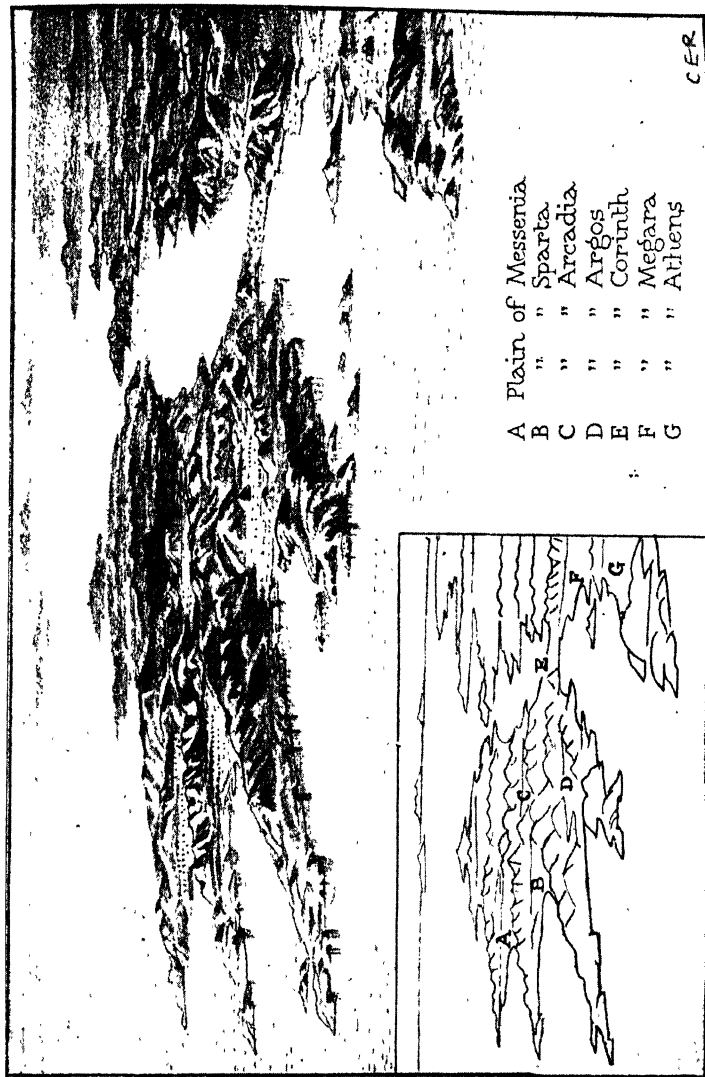 A Plain of Messenia
B " " Sparta
C " " Arcadia
D " " Argos
E " " Corinth
F " " Megara
G " " Athens
CER
A
B
C
D
E
F
G